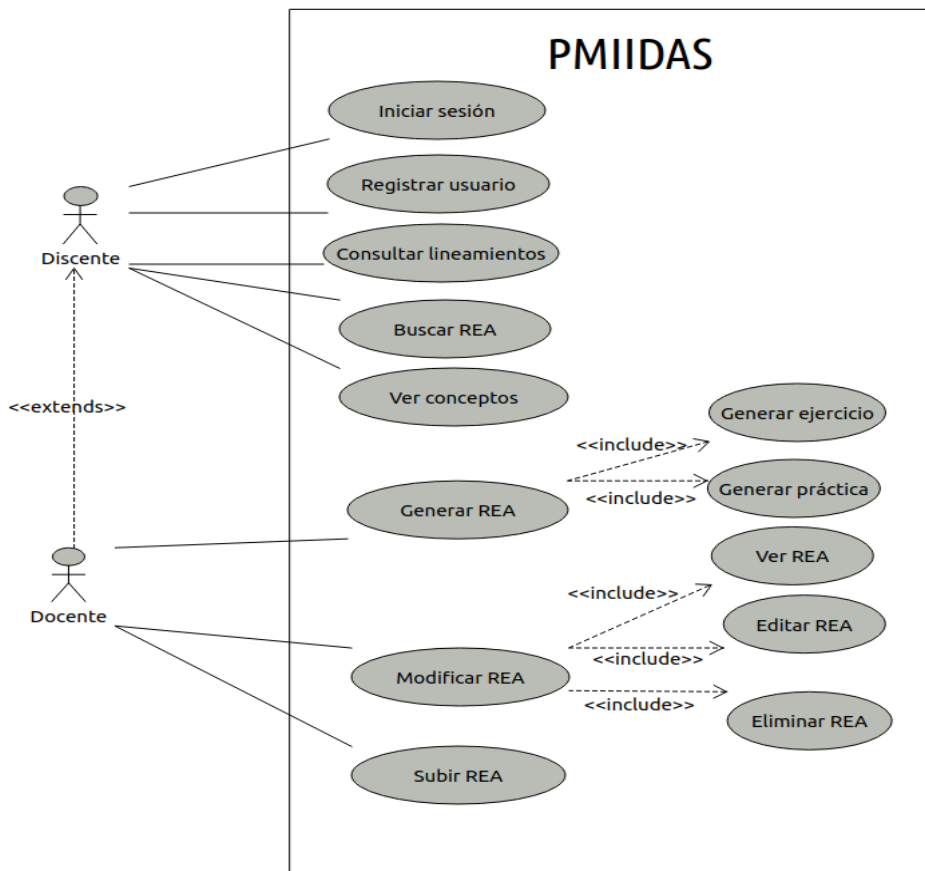 PMIIDAS
Iniciar sesión
Registrar usuario
Discente
Consultar lineamientos
Buscar REA
Ver conceptos
<<extends>>
Generar ejercicio
<<include>>
Generar práctica
<<include>>
Generar REA
Ver REA
<<include>>
Docente
Editar REA
<<include>>
Modificar REA
<<include>>
Eliminar REA
Subir REA